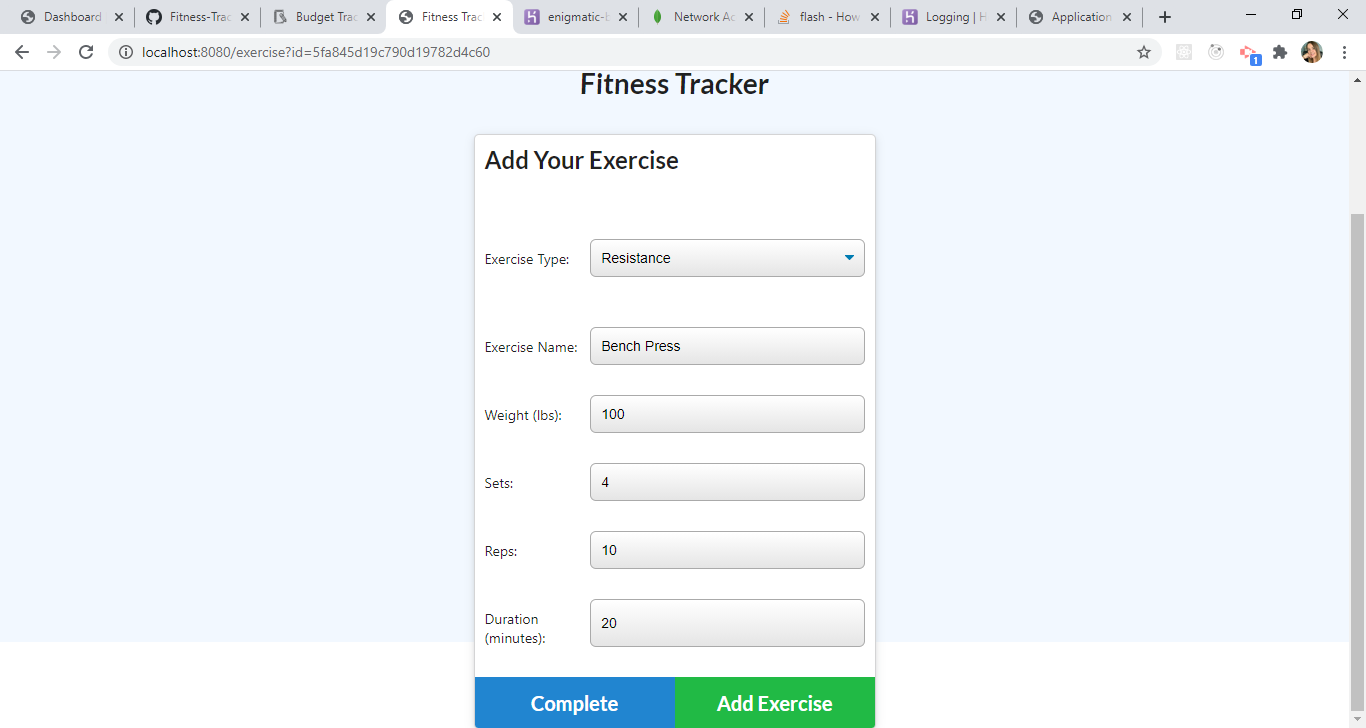 Dashboard
Fitness-Trac
Budget Trac
Fitness Trac
enigmatic-b
Network Ac
flash - How
Logging | H
Application
localhost:8080/exercise?id=5fa845d19c790d19782d4c60
1
Fitness Tracker
Add Your Exercise
Exercise Type: Resistance
Exercise Name: Bench Press
Weight (lbs): 100
Sets: 4
Reps: 10
Duration
(minutes): 20
Complete Add Exercise